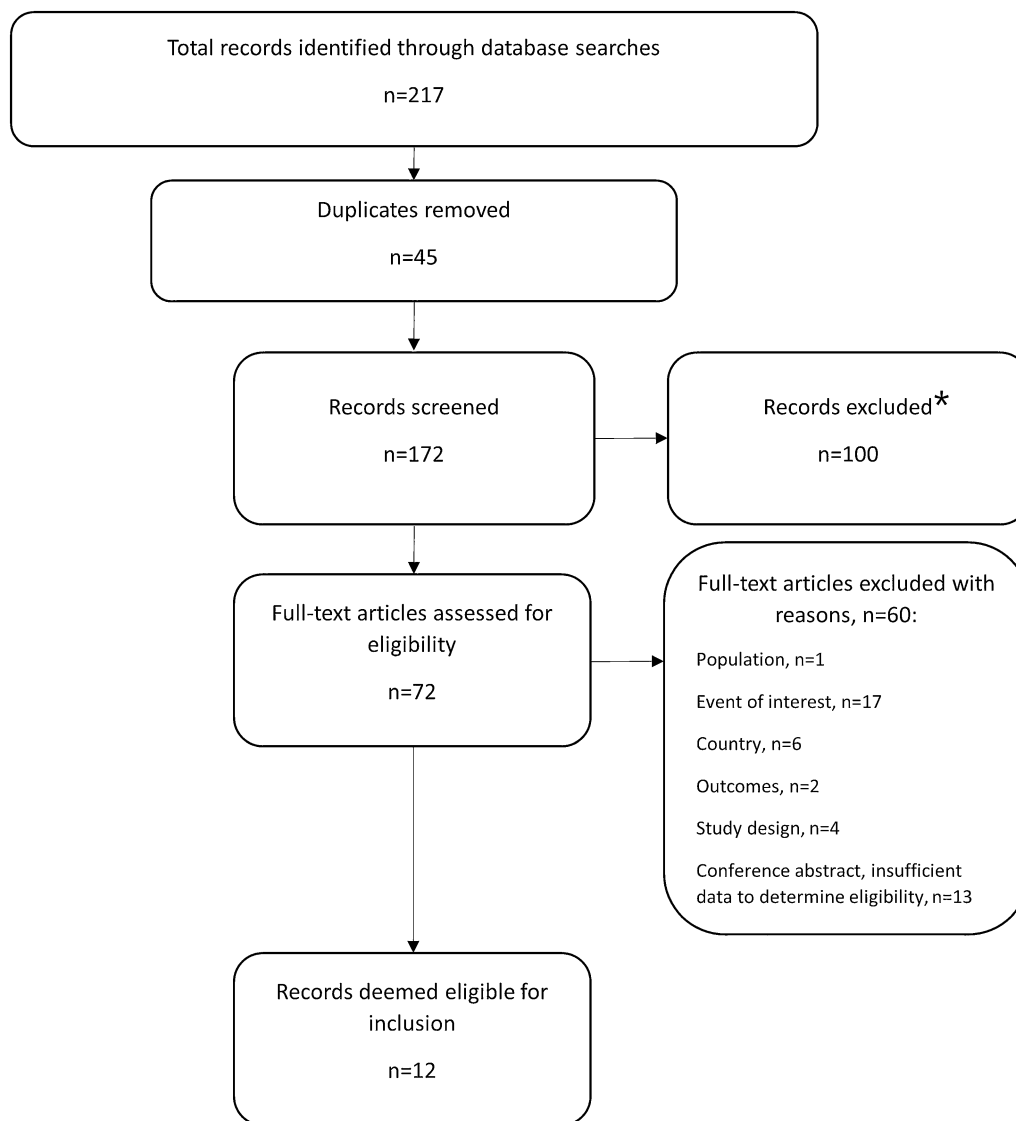 Total records identified through database searches
n=217
Duplicates removed
n=45
Records screened
n=172
Records excluded*
n=100
Full-text articles assessed for
eligibility
n=72
Full-text articles excluded with
reasons, n=60:
Population, n=1
Event of interest, n=17
Country, n=6
Outcomes, n=2
Study design, n=4
Conference abstract, insufficient
data to determine eligibility, n=13
Records deemed eligible for
inclusion
n=12